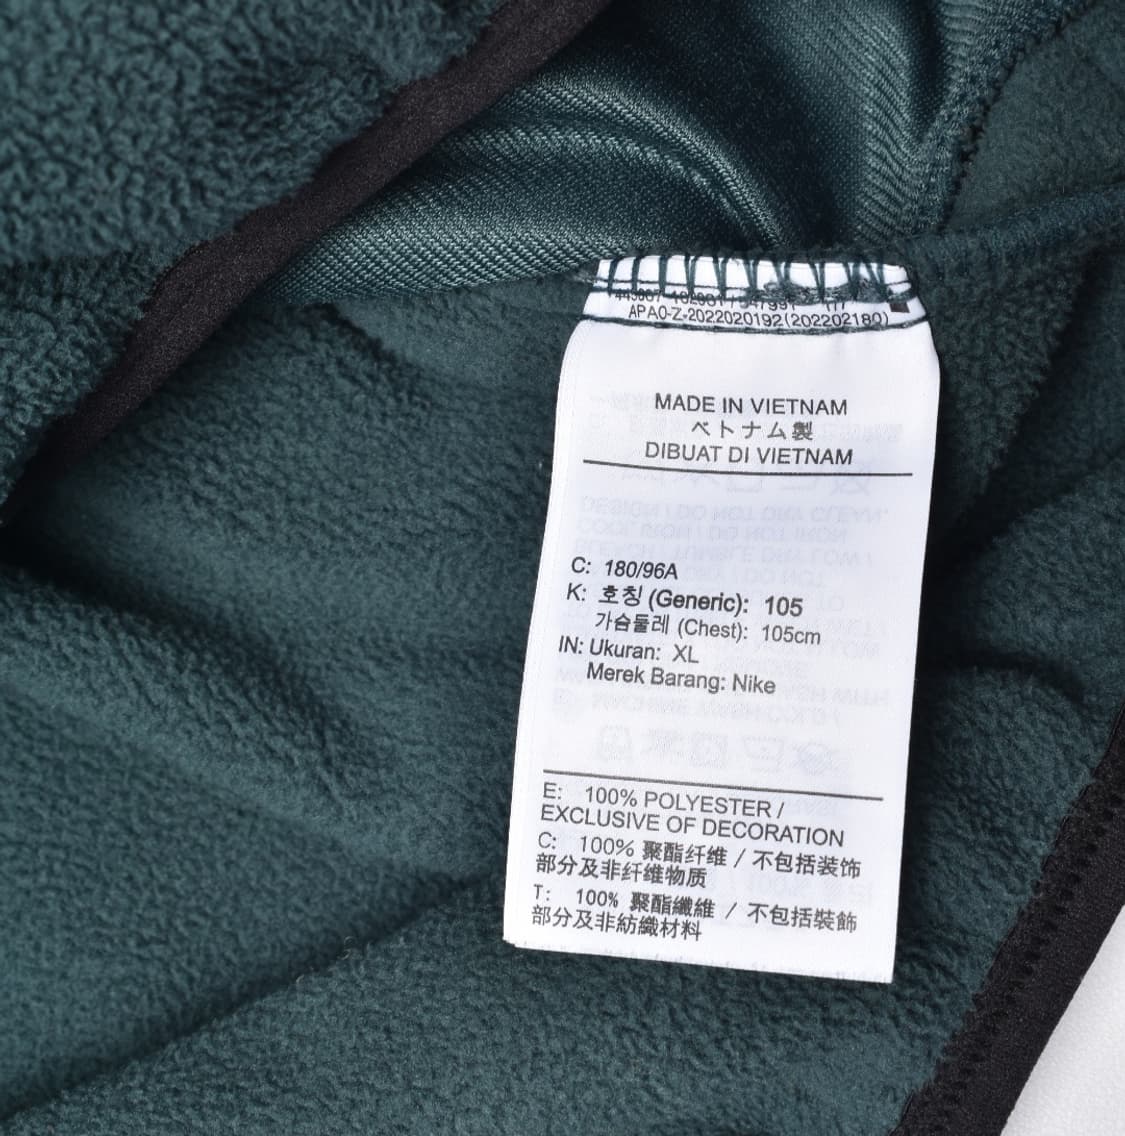 APA0-Z-2022020192(202202180)
MADE IN VIETNAM
ベトナム製
DIBUAT DI VIETNAM
C: 180/96A
K: 호칭 (Generic): 105
가슴둘레 (Chest): 105cm
IN: Ukuran: XL
Merek Barang: Nike
E: 100% POLYESTER /
EXCLUSIVE OF DECORATION
C: 100% 聚酯纤维 / 不包括装饰
部分及非纤维物质
T: 100% 聚酯纖維 / 不包括裝飾
部分及非紡織材料